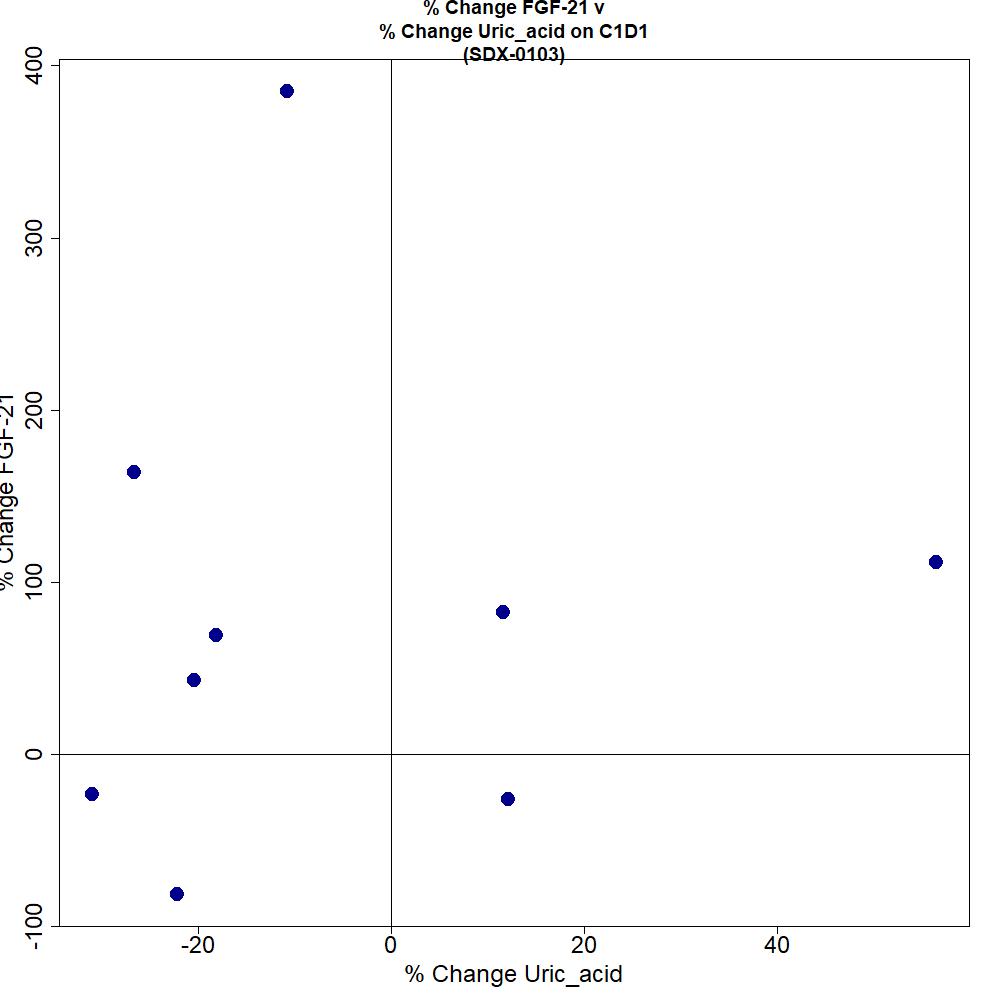 % Change FGF-21 v
% Change Uric_acid on C1D1
(SDX-0103)
% Change FGF-21
400
300
200
100
0
-100
-20
0
20
40
% Change Uric_acid